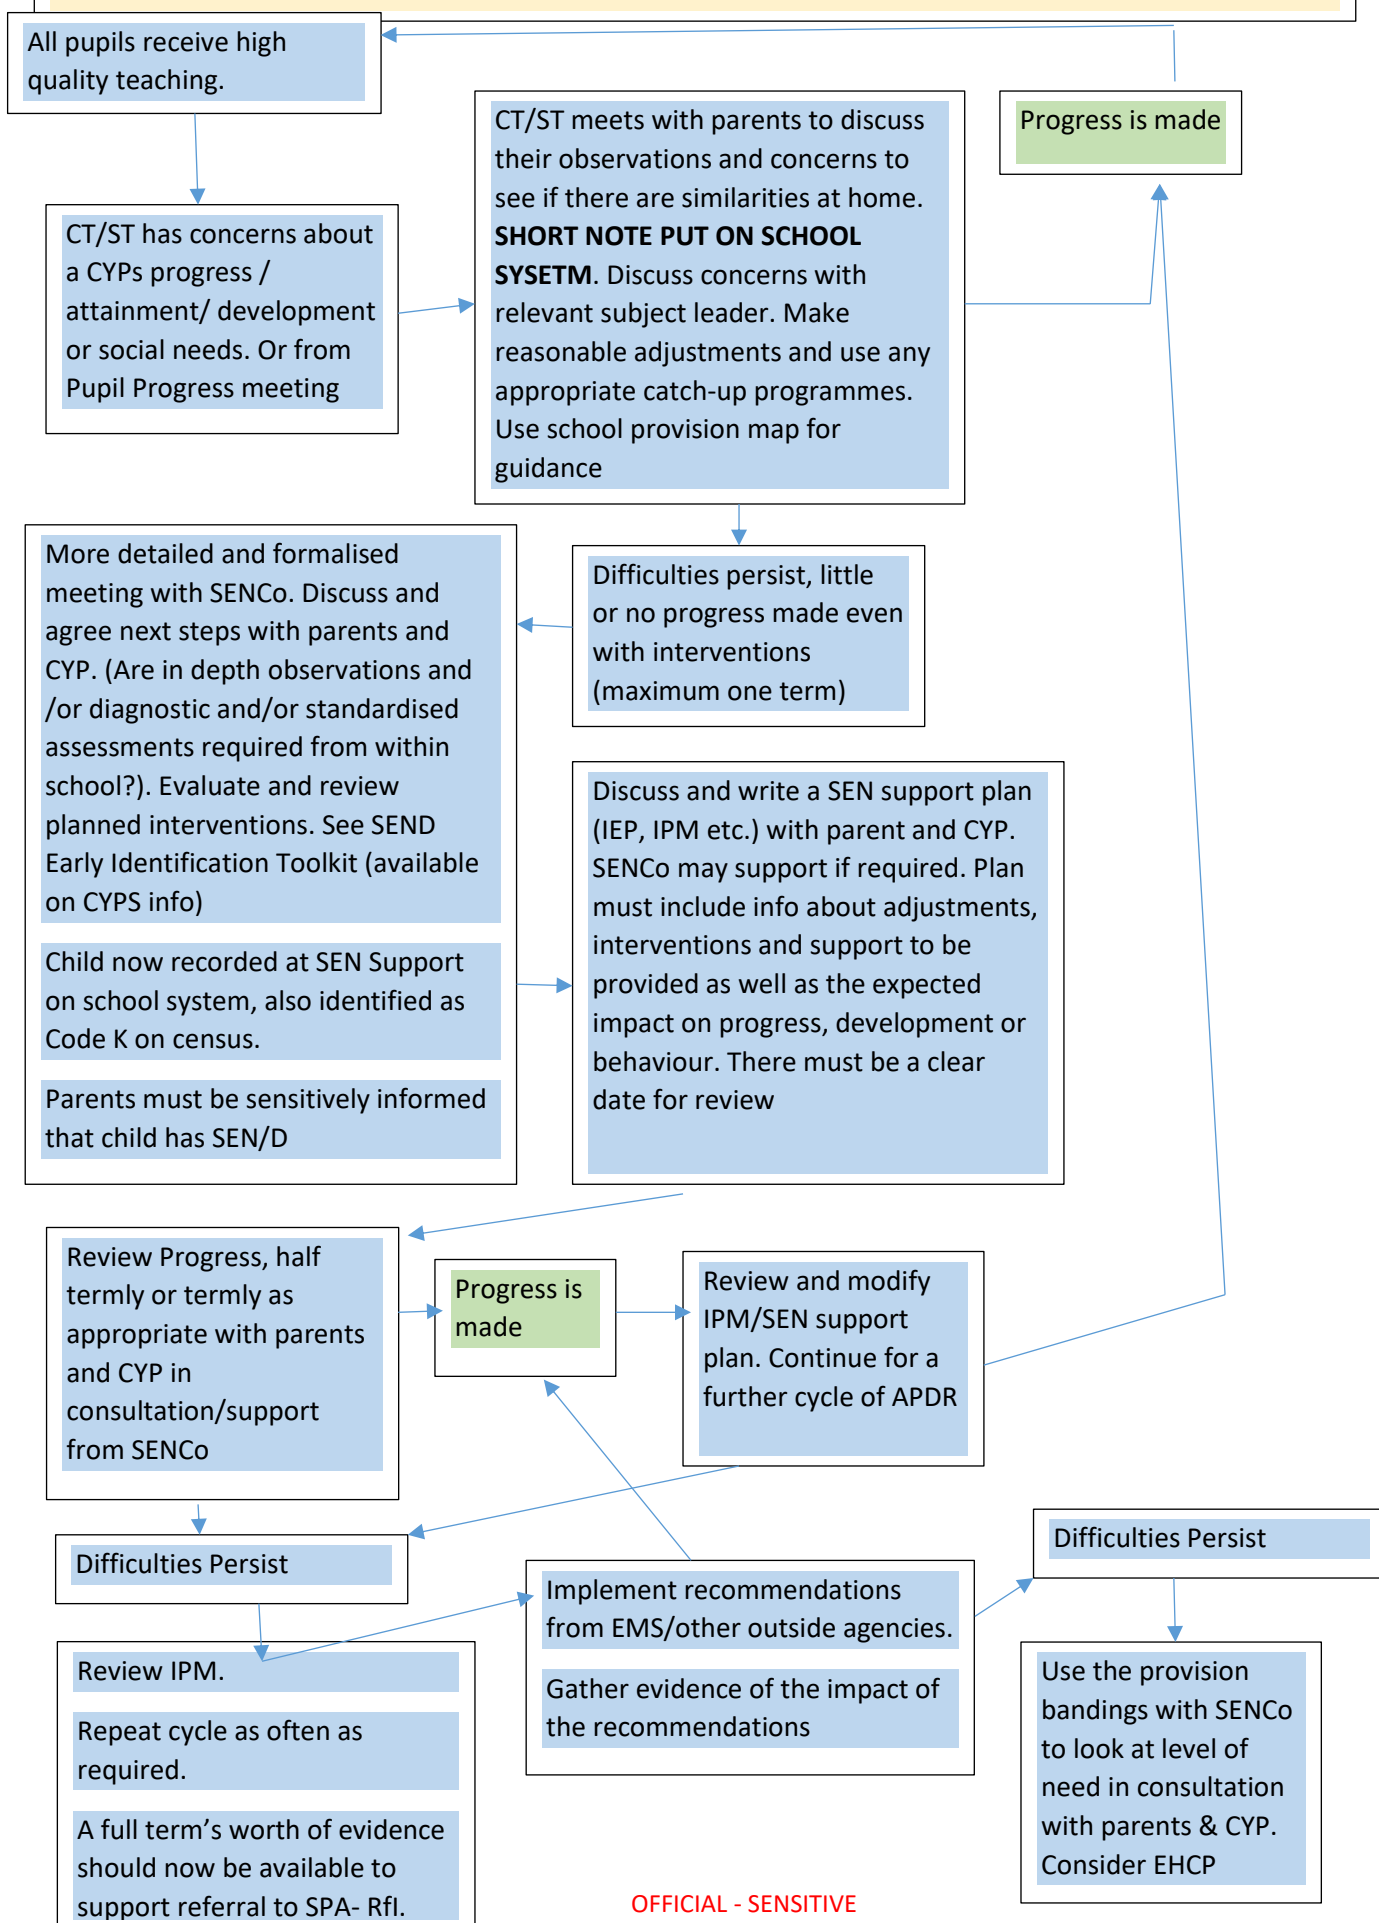 All pupils receive high
quality teaching.
Progress is made
CT/ST meets with parents to discuss
their observations and concerns to
see if there are similarities at home.
SHORT NOTE PUT ON SCHOOL
SYSETM. Discuss concerns with
relevant subject leader. Make
reasonable adjustments and use any
appropriate catch-up programmes.
Use school provision map for
guidance
CT/ST has concerns about
a CYPs progress /
attainment/ development
or social needs. Or from
Pupil Progress meeting
More detailed and formalised
meeting with SENCo. Discuss and
agree next steps with parents and
CYP. (Are in depth observations and
/or diagnostic and/or standardised
assessments required from within
school?). Evaluate and review
planned interventions. See SEND
Early Identification Toolkit (available
on CYPS info)
Child now recorded at SEN Support
on school system, also identified as
Code K on census.
Parents must be sensitively informed
that child has SEN/D
Difficulties persist, little
or no progress made even
with interventions
(maximum one term)
Discuss and write a SEN support plan
(IEP, IPM etc.) with parent and CYP.
SENCo may support if required. Plan
must include info about adjustments,
interventions and support to be
provided as well as the expected
impact on progress, development or
behaviour. There must be a clear
date for review
Review Progress, half
termly or termly as
appropriate with parents
and CYP in
consultation/support
from SENCo
Progress is
made
Review and modify
IPM/SEN support
plan. Continue for a
further cycle of APDR
Difficulties Persist
Difficulties Persist
Implement recommendations
from EMS/other outside agencies.
Gather evidence of the impact of
the recommendations
Review IPM.
Repeat cycle as often as
required.
A full term’s worth of evidence
should now be available to
support referral to SPA- RfI.
Use the provision
bandings with SENCo
to look at level of
need in consultation
with parents & CYP.
Consider EHCP
OFFICIAL - SENSITIVE